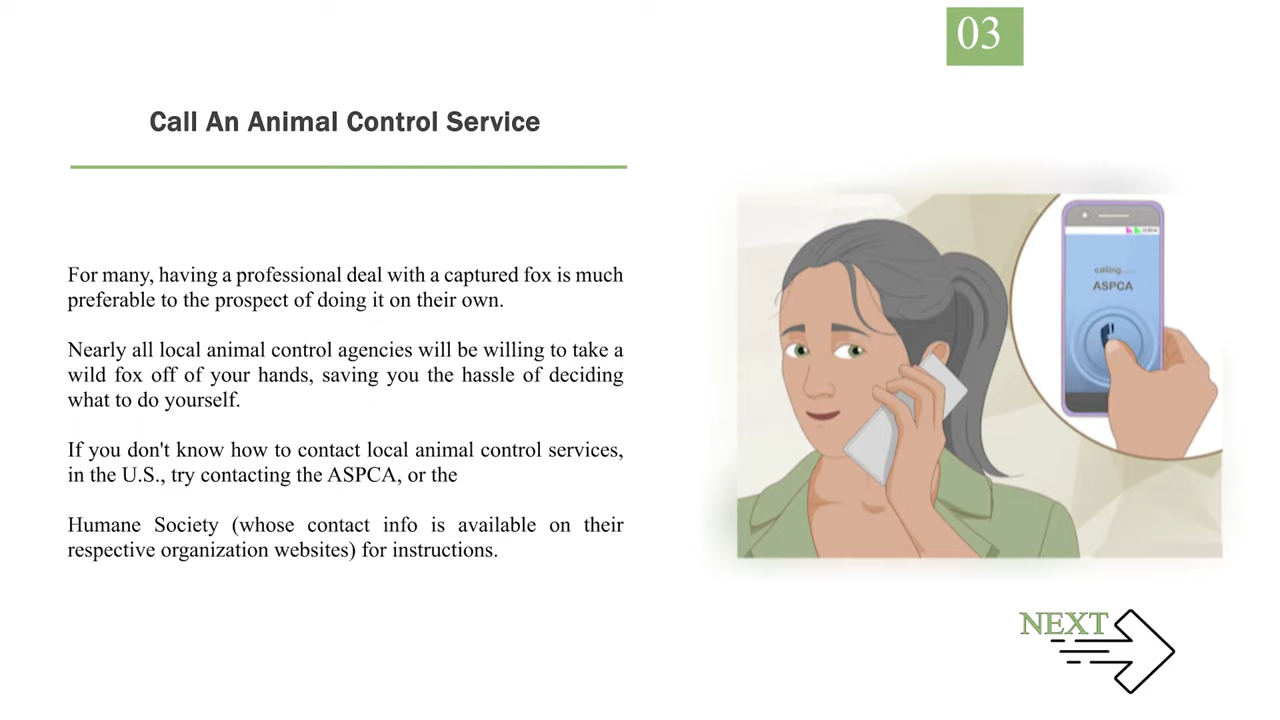 03
Call An Animal Control Service
For many, having a professional deal with a captured fox is much
preferable to the prospect of doing it on their own.
Nearly all local animal control agencies will be willing to take a
wild fox off of your hands, saving you the hassle of deciding
what to do yourself.
If you don't know how to contact local animal control services,
in the U.S., try contacting the ASPCA, or the
Humane Society (whose contact info is available on their
respective organization websites) for instructions.
calling......
ASPCA
NEXT